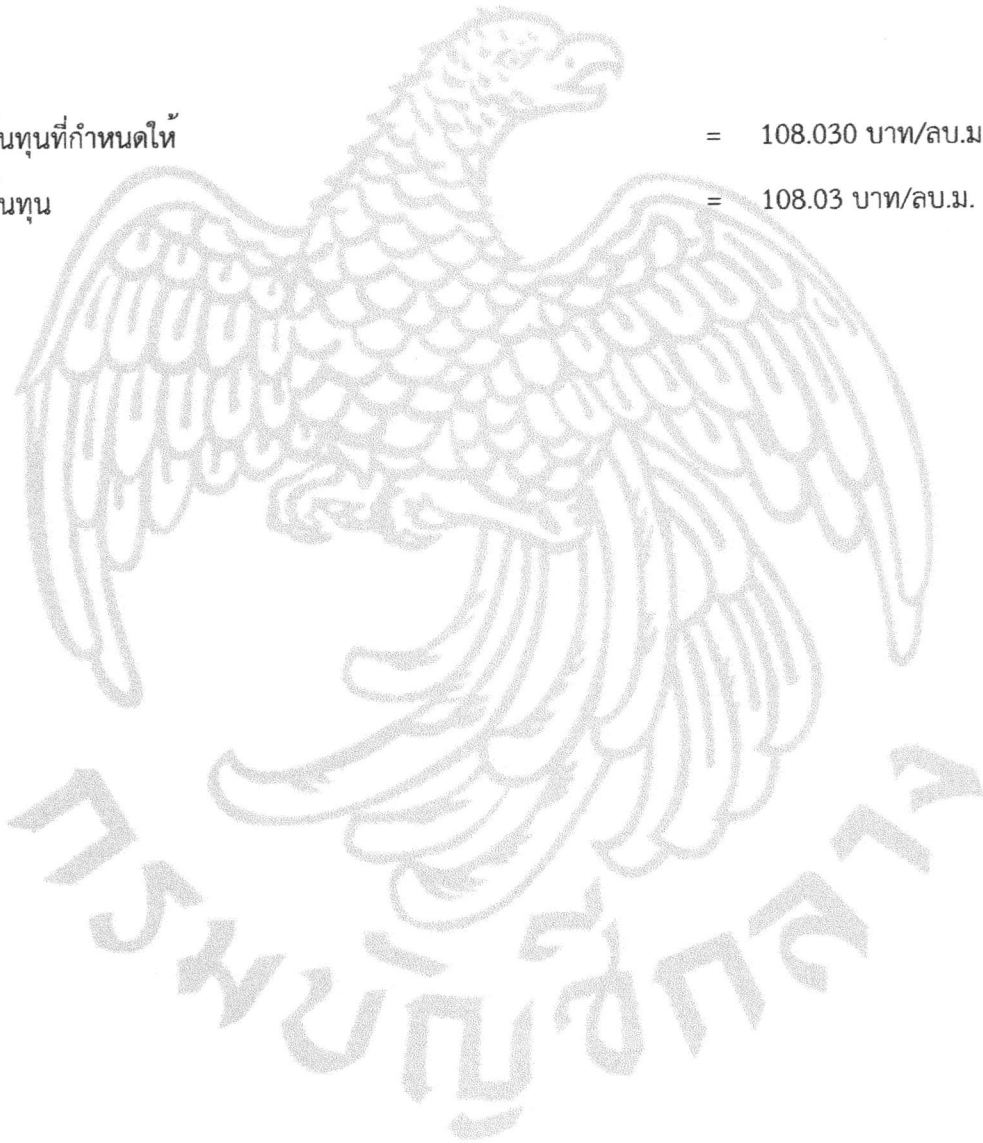 นทุนที่กำหนดให้ = 108.030 บาท/ลบ.ม
นทุน = 108.03 บาท/ลบ.ม.
กรมบัญชีกลาง